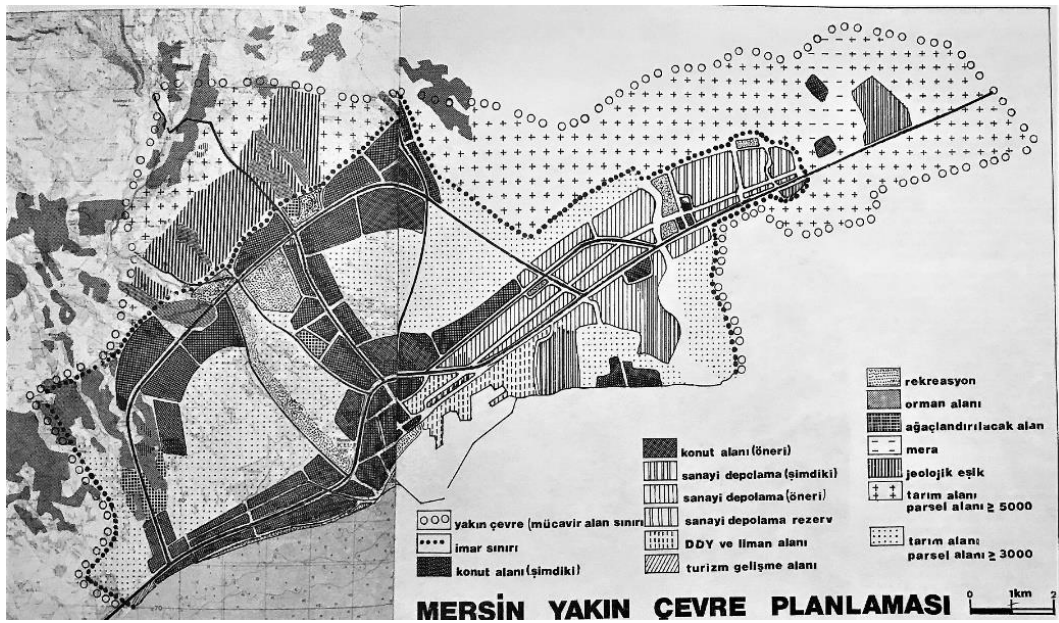 rekreasyon
orman alanı
ağaçlandırılacak alan
mera
jeolojik eşik
tarım alanı
parsel alanı ≥ 5000
tarım alanı
parsel alanı ≥ 3000
konut alanı (öneri)
sanayi depolama (şimdiki)
sanayi depolama (öneri)
sanayi depolama rezerv
DDY ve liman alanı
turizm gelişme alanı
yakın çevre (mücavir alan sınırı
imar sınırı
konut alanı (şimdiki)
MERSİN YAKIN ÇEVRE PLANLAMASI
0 1km 2